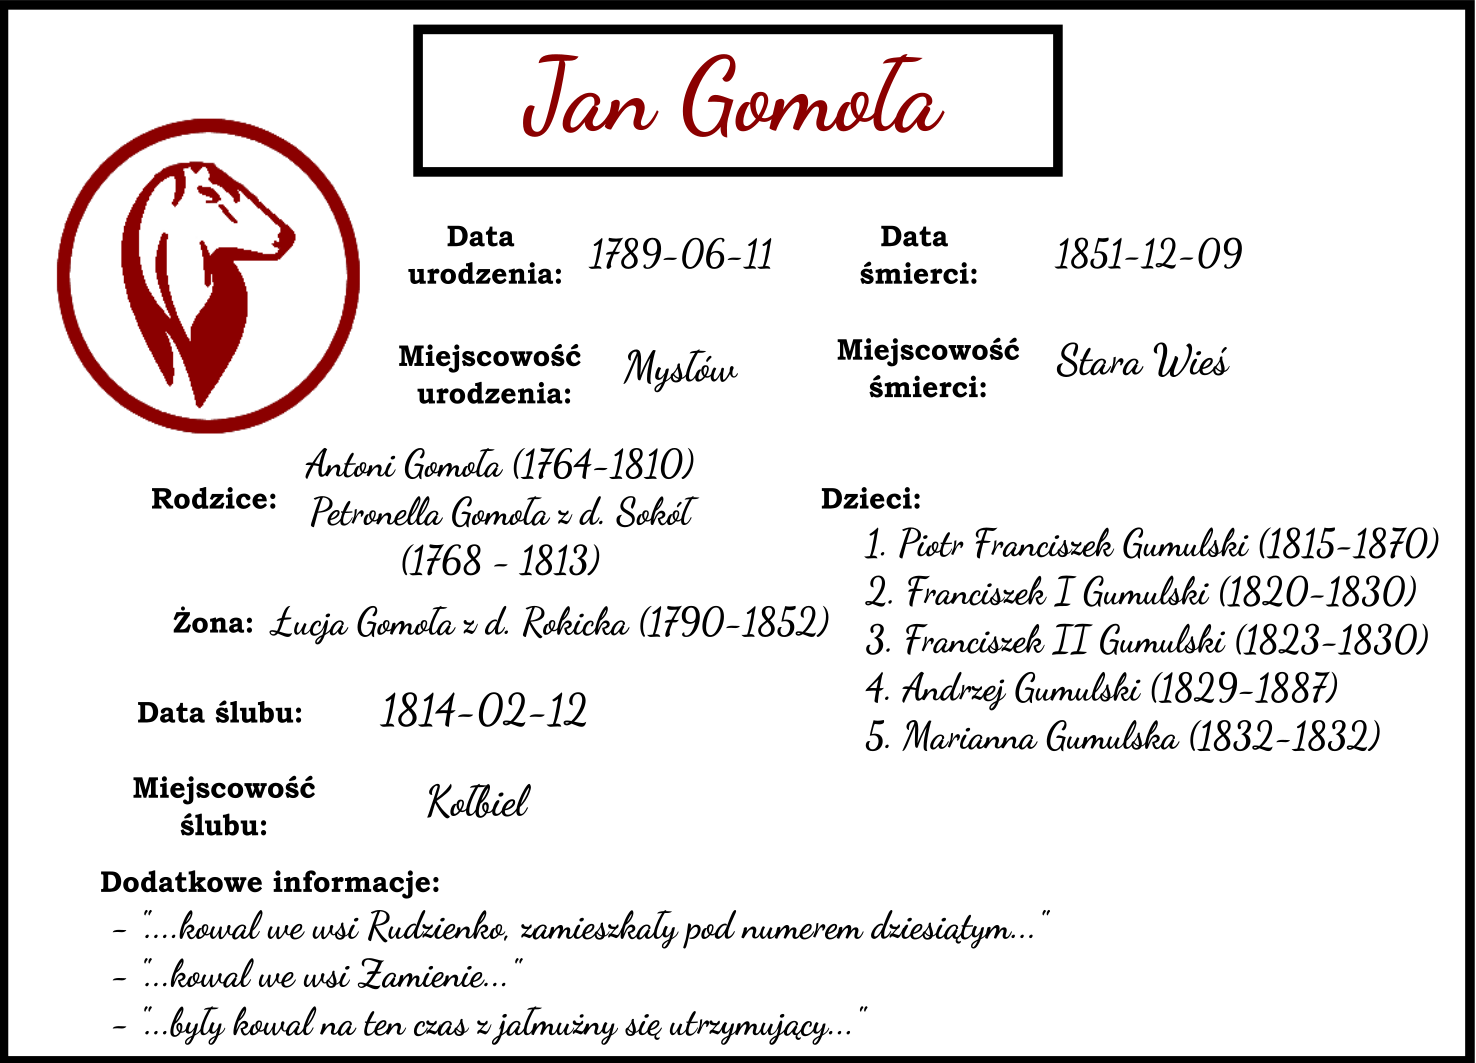 Jan Gomoła
Data
urodzenia:
1789-06-11
Data
śmierci:
1851-12-09
Miejscowość
urodzenia:
Mysłów
Miejscowość
śmierci:
Stara Wieś
Rodzice:
Antoni Gomoła (1764-1810)
Petronella Gomoła z d. Sokół
(1768 - 1813)
Żona: Łucja Gomoła z d. Rokicka (1790-1852)
Data ślubu: 1814-02-12
Miejscowość
ślubu:
Kołbiel
Dzieci:
1. Piotr Franciszek Gumulski (1815-1870)
2. Franciszek I Gumulski (1820-1830)
3. Franciszek II Gumulski (1823-1830)
4. Andrzej Gumulski (1829-1887)
5. Marianna Gumulska (1832-1832)
Dodatkowe informacje:
- "....kowal we wsi Rudzienko, zamieszkały pod numerem dziesiątym..."
- "...kowal we wsi Zamienie..."
- "...były kowal na ten czas z jałmużny się utrzymujący..."